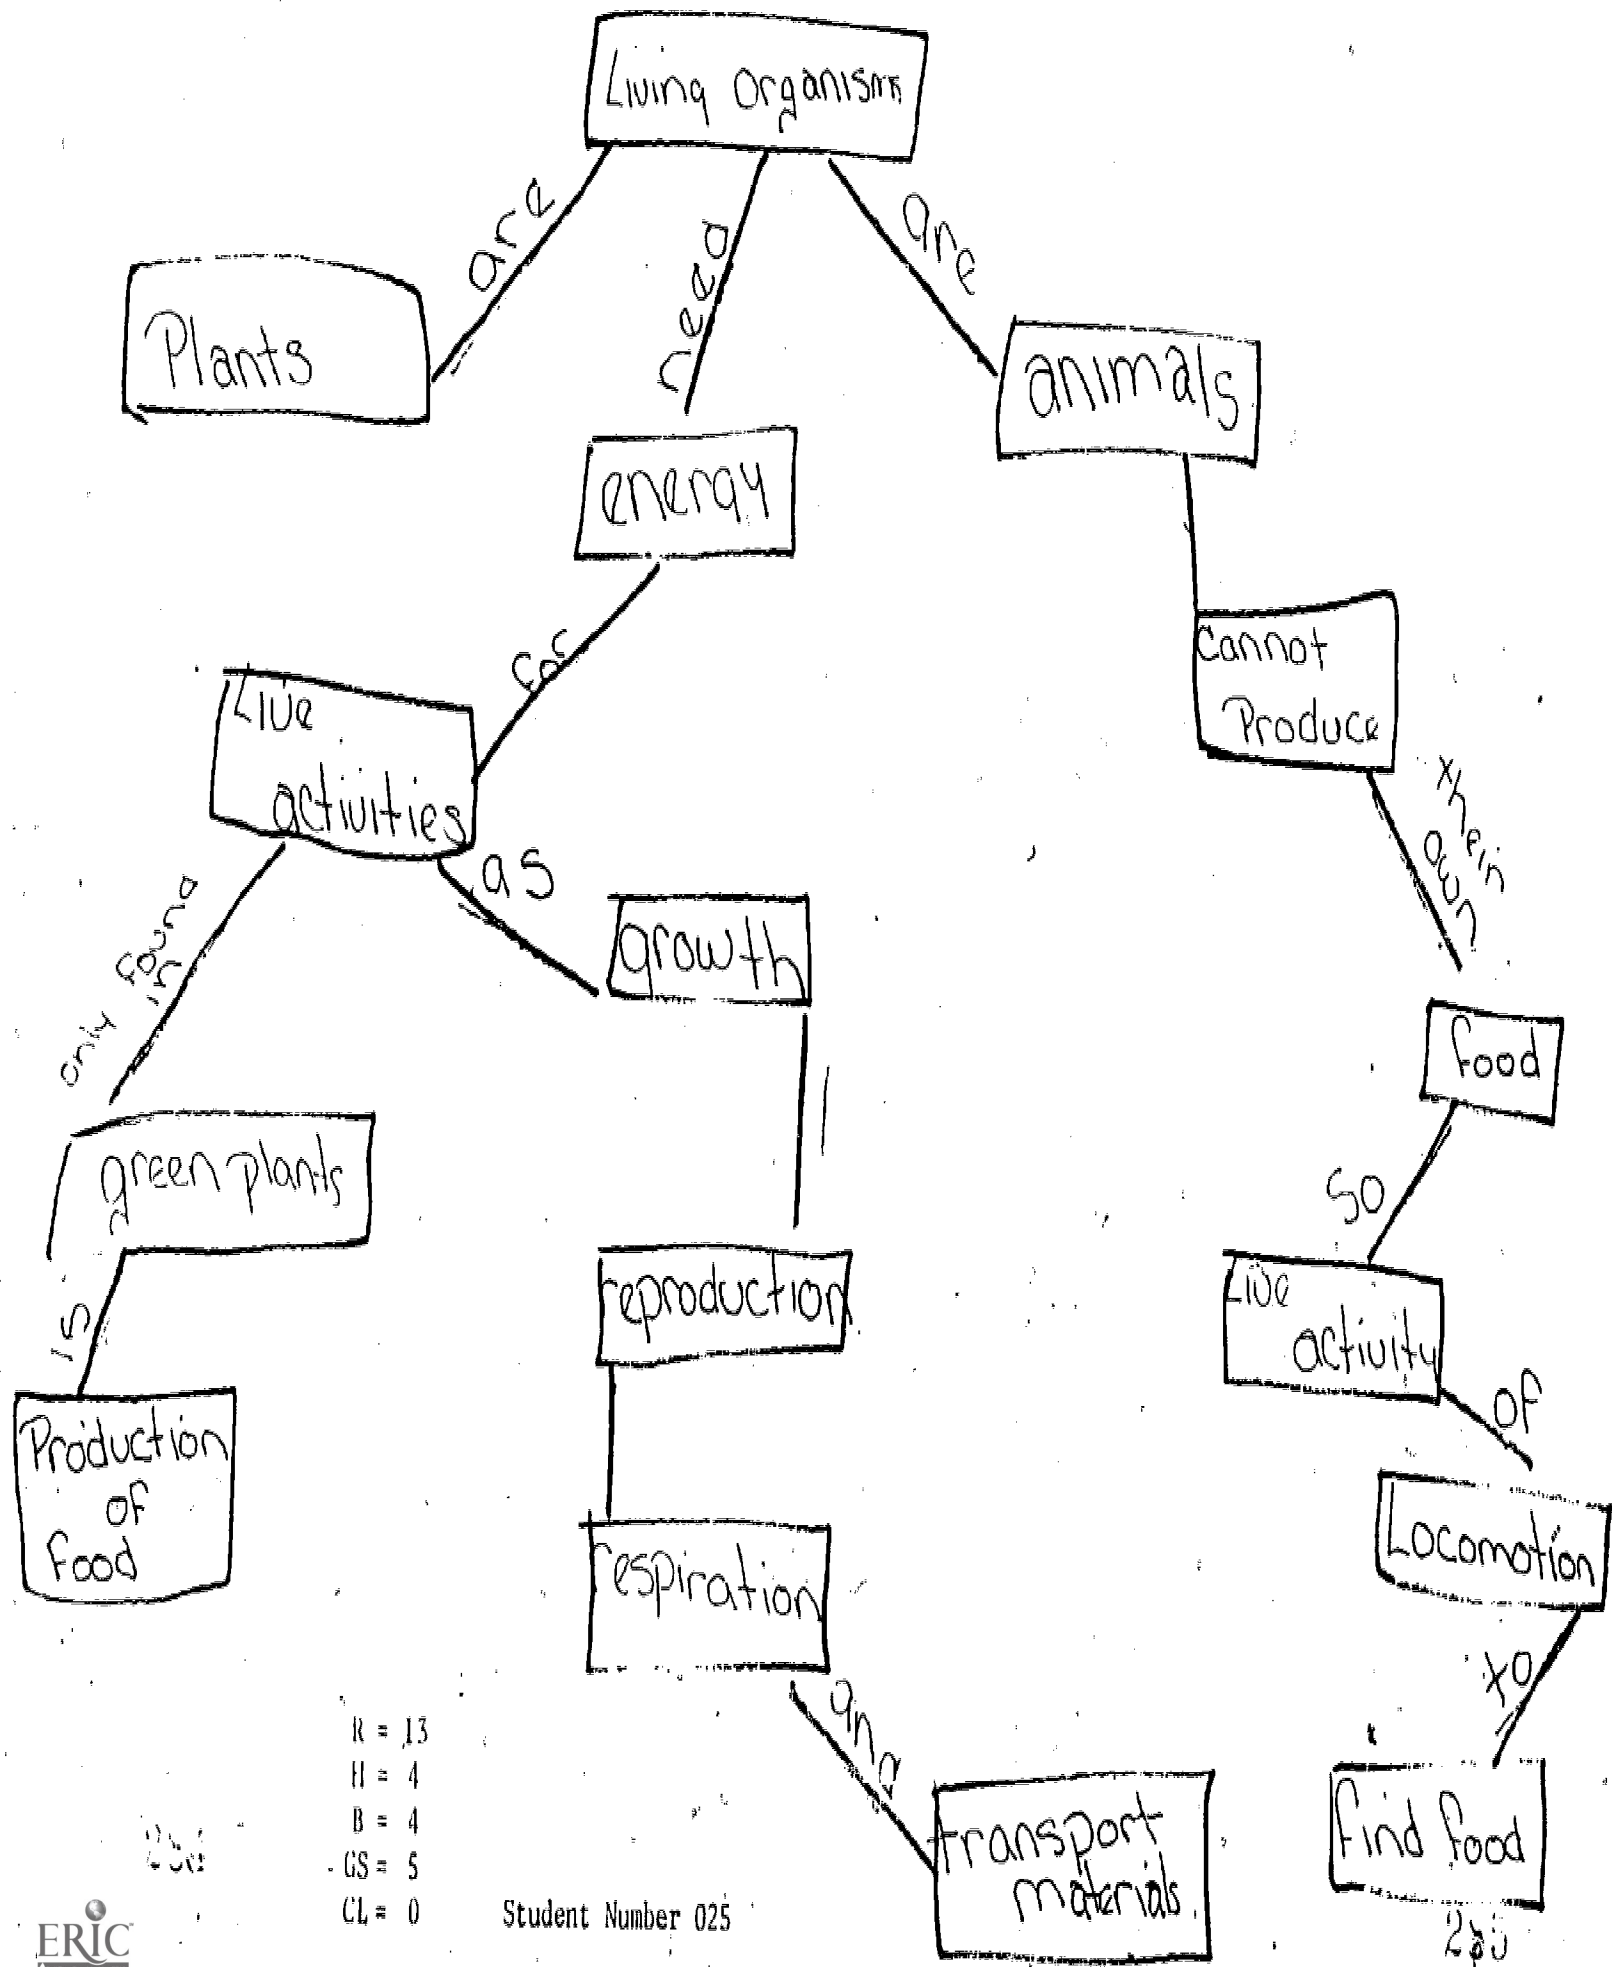 Living Organism
are
need
are
Plants
animals
energy
for
Cannot
Produce
Live
activities
their
own
as
only found
in
growth
food
green plants
so
is
reproduction
Live
activity
of
Production
of
food
Locomotion
respiration
to
and
R = 13
H = 4
B = 4
GS = 5
CL = 0
find food
transport
materials
Student Number 025
ERIC